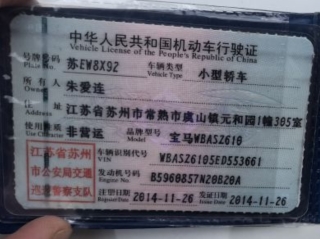 中华人民共和国机动车行驶证
Vehicle License of the People's Republic of China
号牌号码 苏EW8X92 车辆类型 小型轿车
Plate No. Vehicle Type
所有人 朱爱连
Owner
住址 江苏省苏州市常熟市虞山镇元和园1幢305室
Address
使用性质 非营运 品牌型号 宝马WBASZ610
Use Character Model
江苏省苏州
市公安局交通
巡逻警察支队
车辆识别代号 WBASZ6105ED553661
VIN
发动机号码 B5960857N20B20A
Engine No.
注册日期 2014-11-26 发证日期 2014-11-26
Register Date Issue Date